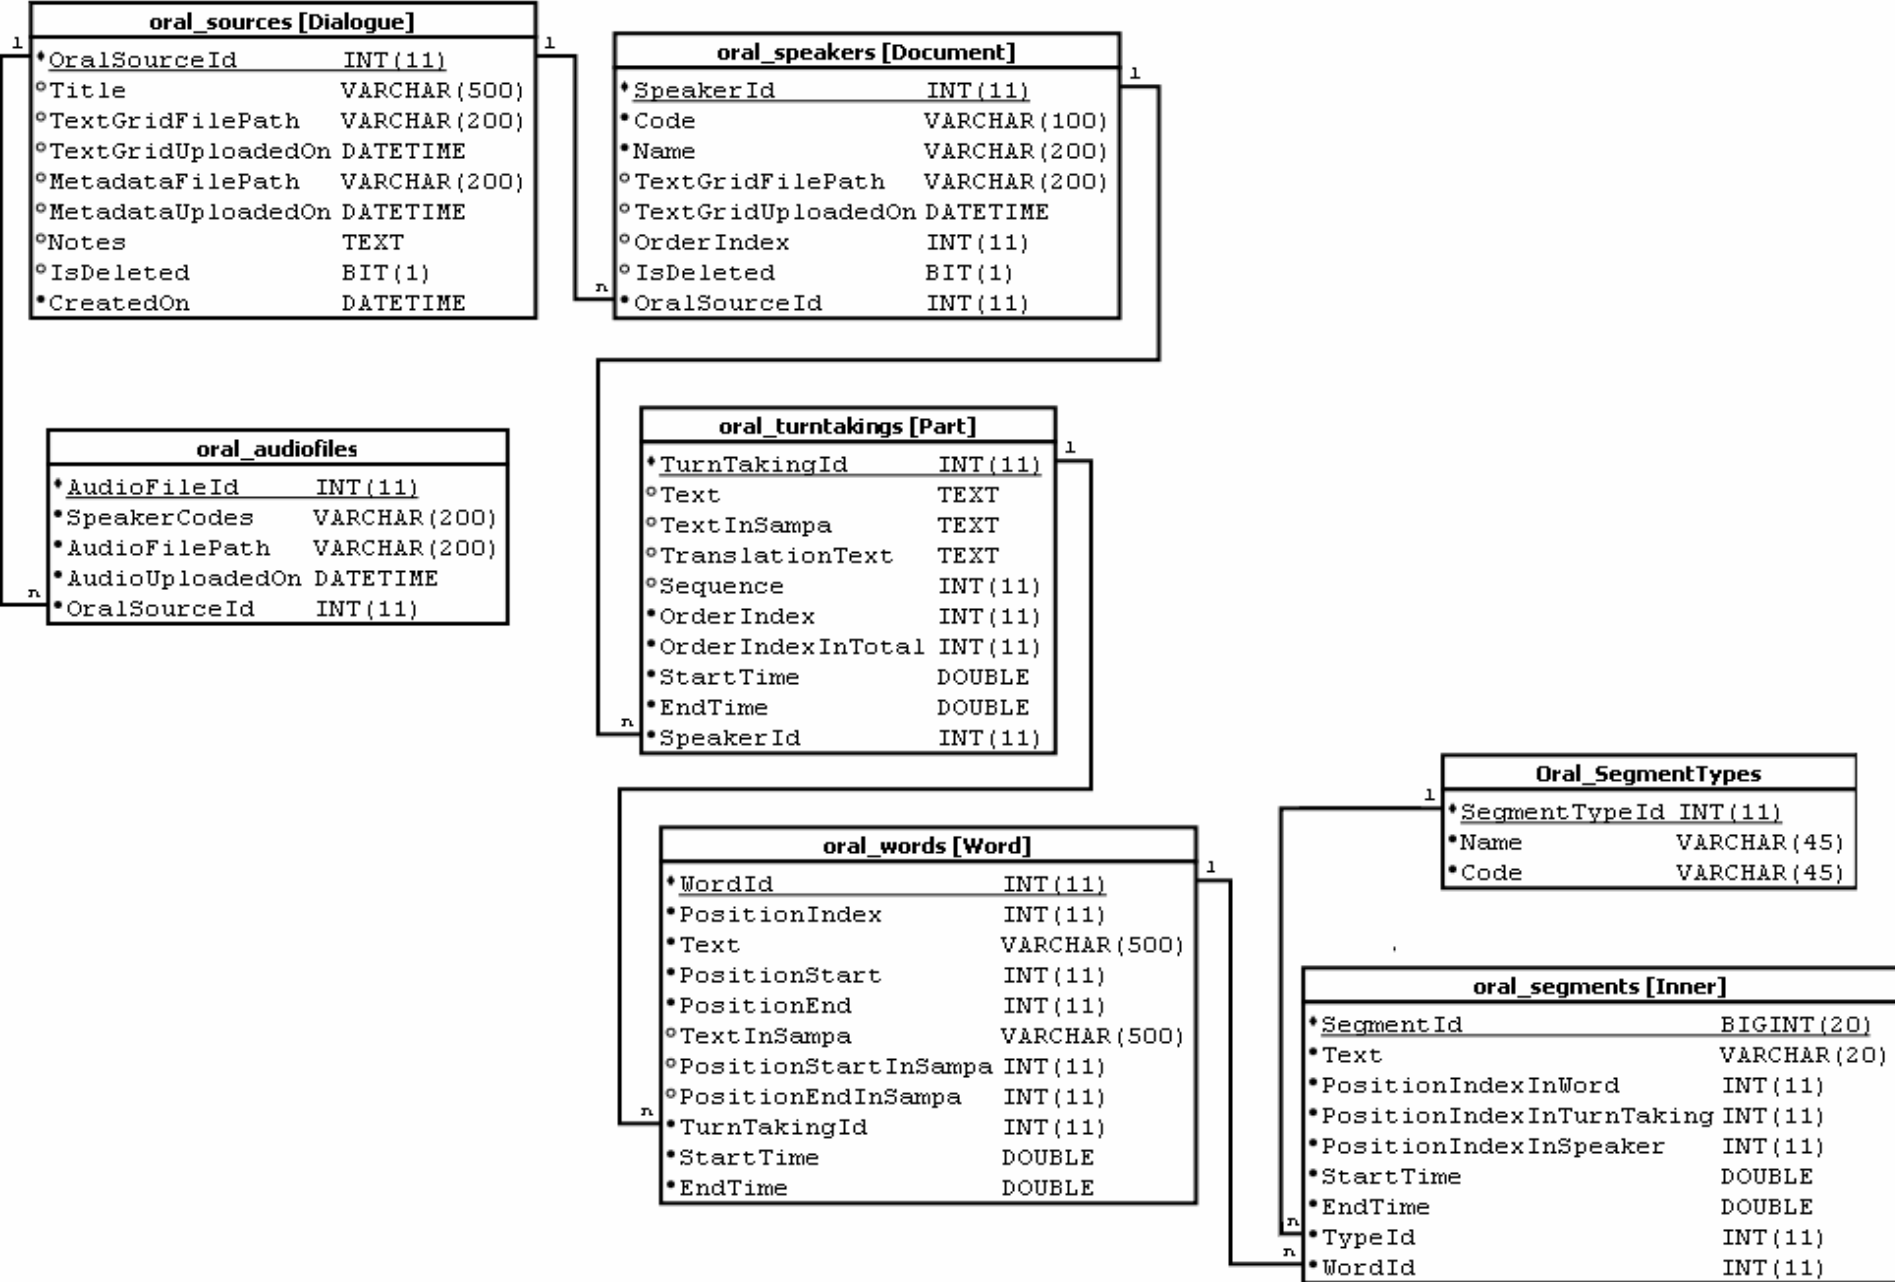 oral_sources [Dialogue]
OralSourceId INT(11)
Title VARCHAR(500)
TextGridFilePath VARCHAR(200)
TextGridUploadedOn DATETIME
MetadataFilePath VARCHAR(200)
MetadataUploadedOn DATETIME
Notes TEXT
IsDeleted BIT(1)
CreatedOn DATETIME
1
1
oral_speakers [Document]
SpeakerId INT(11)
Code VARCHAR(100)
Name VARCHAR(200)
TextGridFilePath VARCHAR(200)
TextGridUploadedOn DATETIME
OrderIndex INT(11)
IsDeleted BIT(1)
OralSourceId INT(11)
1
n
oral_audiofiles
AudioFileId INT(11)
SpeakerCodes VARCHAR(200)
AudioFilePath VARCHAR(200)
AudioUploadedOn DATETIME
OralSourceId INT(11)
n
oral_turntakings [Part]
TurnTakingId INT(11)
Text TEXT
TextInSampa TEXT
TranslationText TEXT
Sequence INT(11)
OrderIndex INT(11)
OrderIndexInTotal INT(11)
StartTime DOUBLE
EndTime DOUBLE
SpeakerId INT(11)
1
n
oral_words [Word]
WordId INT(11)
PositionIndex INT(11)
Text VARCHAR(500)
PositionStart INT(11)
PositionEnd INT(11)
TextInSampa VARCHAR(500)
PositionStartInSampa INT(11)
PositionEndInSampa INT(11)
TurnTakingId INT(11)
StartTime DOUBLE
EndTime DOUBLE
1
n
Oral_SegmentTypes
SegmentTypeId INT(11)
Name VARCHAR(45)
Code VARCHAR(45)
1
oral_segments [Inner]
SegmentId BIGINT(20)
Text VARCHAR(20)
PositionIndexInWord INT(11)
PositionIndexInTurnTaking INT(11)
PositionIndexInSpeaker INT(11)
StartTime DOUBLE
EndTime DOUBLE
TypeId INT(11)
WordId INT(11)
n
n